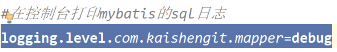 #在控制台打印mybatis的sql日志
logging.level.com.kaishengit.mapper=debug